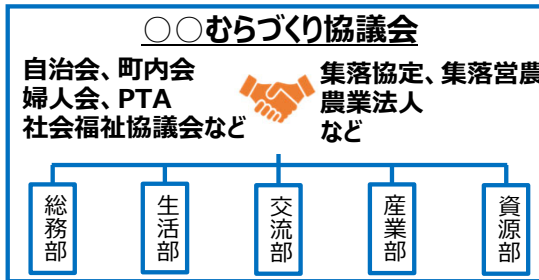 ○○むらづくり協議会
自治会、町内会
婦人会、PTA
社会福祉協議会など
集落協定、集落営農
農業法人
など
総務部
生活部
交流部
産業部
資源部